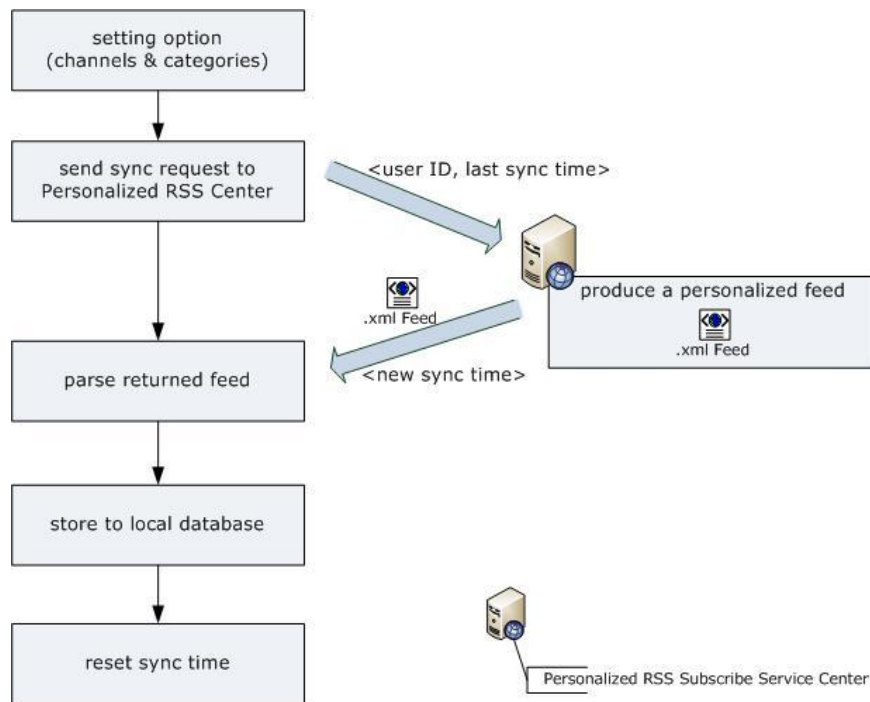 setting option
(channels & categories)
send sync request to
Personalized RSS Center
<user ID, last sync time>
produce a personalized feed
.xml Feed
.xml Feed
<new sync time>
parse returned feed
store to local database
reset sync time
Personalized RSS Subscribe Service Center